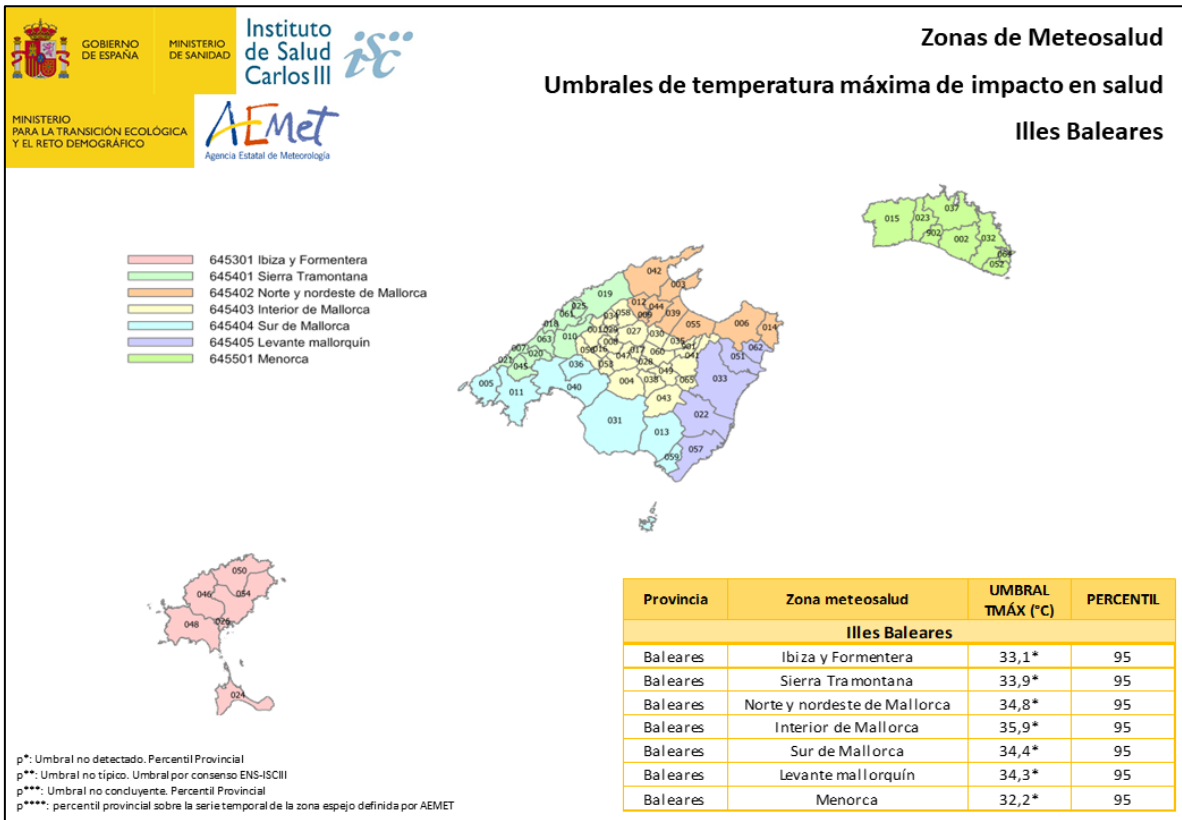 GOBIERNO
DE ESPAÑA
MINISTERIO
DE SANIDAD
Instituto
de Salud
Carlos III
isc
MINISTERIO
PARA LA TRANSICIÓN ECOLÓGICA
Y EL RETO DEMOGRÁFICO
AEMet
Agencia Estatal de Meteorología
Zonas de Meteosalud
Umbrales de temperatura máxima de impacto en salud
Illes Baleares
645301 Ibiza y Formentera
645401 Sierra Tramontana
645402 Norte y nordeste de Mallorca
645403 Interior de Mallorca
645404 Sur de Mallorca
645405 Levante mallorquín
645501 Menorca
015
023
037
902
002
032
052
042
003
019
012
044
039
025
061
058
055
006
014
018
027
030
010
063
007
020
045
047
060
028
041
062
051
049
036
005
011
040
004
038
065
033
043
031
013
022
057
059
050
046
054
048
026
024
Provincia Zona meteosalud UMBRAL TMÁX (°C) PERCENTIL
Illes Baleares
Baleares Ibiza y Formentera 33,1* 95
Baleares Sierra Tramontana 33,9* 95
Baleares Norte y nordeste de Mallorca 34,8* 95
Baleares Interior de Mallorca 35,9* 95
Baleares Sur de Mallorca 34,4* 95
Baleares Levante mallorquín 34,3* 95
Baleares Menorca 32,2* 95
p*: Umbral no detectado. Percentil Provincial
p**: Umbral no típico. Umbral por consenso ENS-ISCIII
p***: Umbral no concluyente. Percentil Provincial
p****: percentil provincial sobre la serie temporal de la zona espejo definida por AEMET